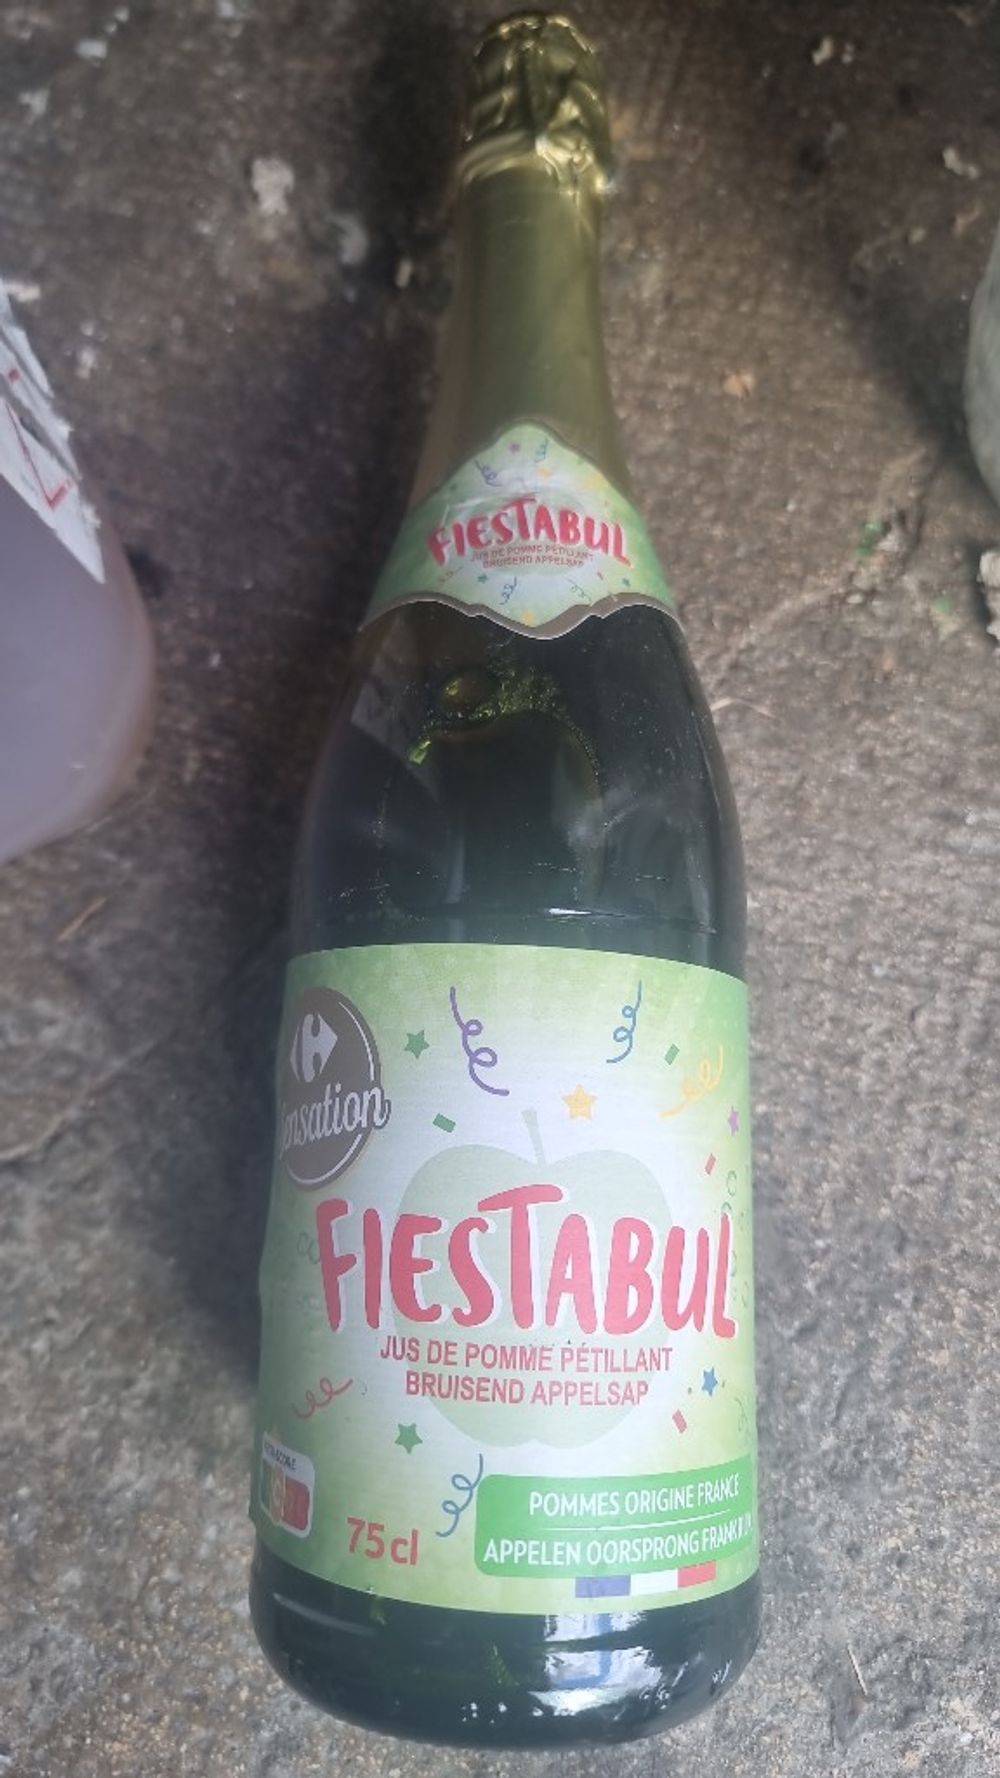 FIESTABUL
JUS DE POMME PÉTILLANT
BRUISEND APPELSAP
Sensation
FIESTABUL
JUS DE POMME PÉTILLANT
BRUISEND APPELSAP
75 cl
POMMES ORIGINE FRANCE
APPELEN OORSPRONG